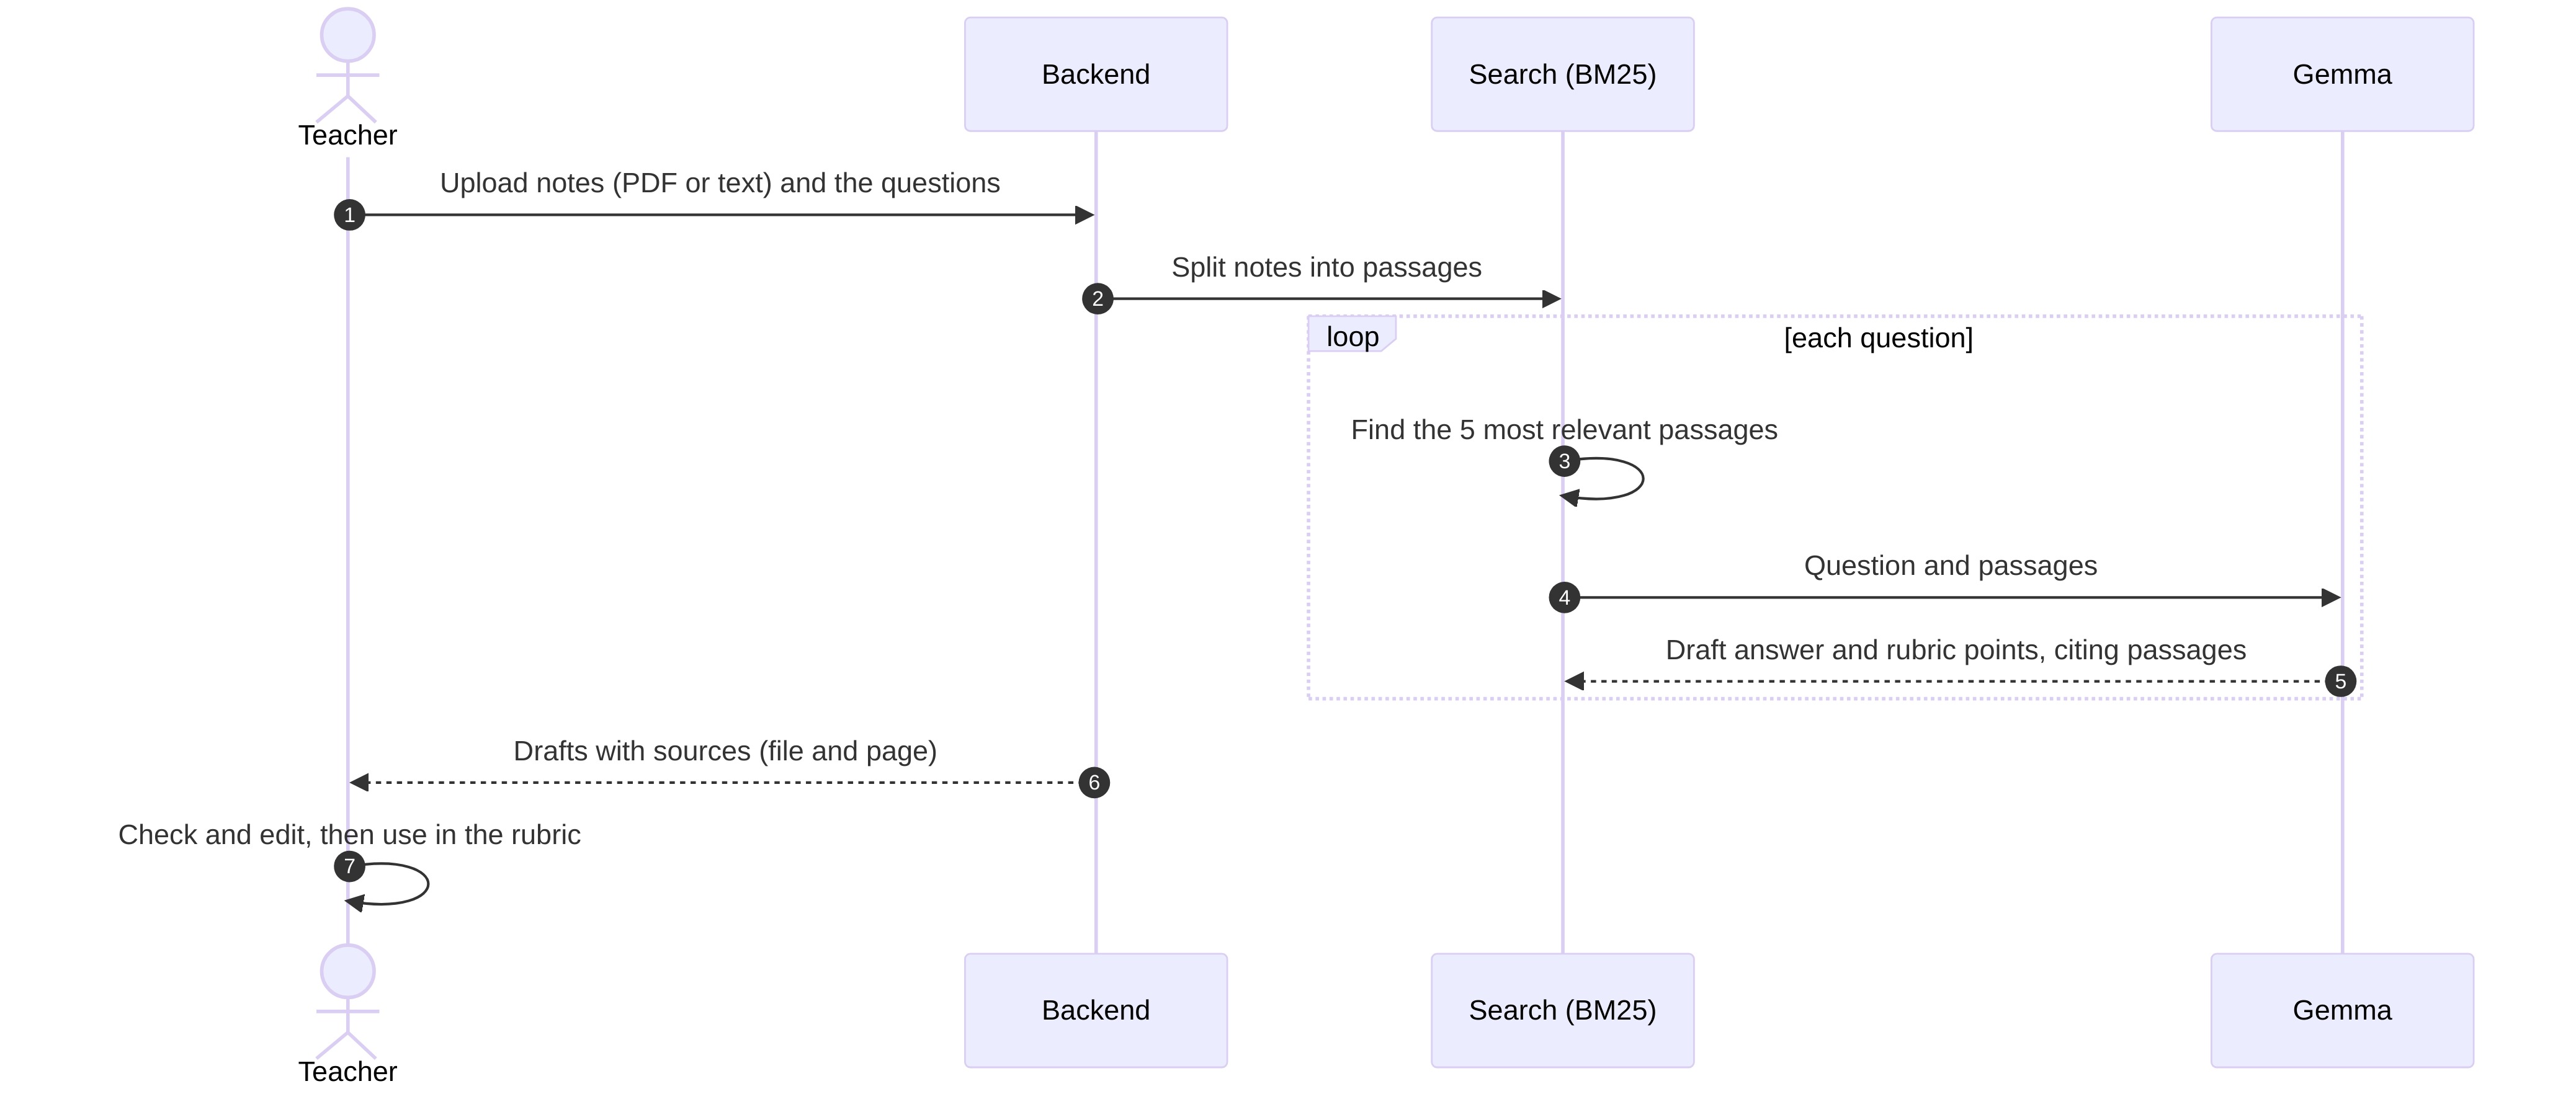 Teacher
Backend
Search (BM25)
Gemma
Upload notes (PDF or text) and the questions
1
Split notes into passages
2
loop
[each question]
Find the 5 most relevant passages
3
Question and passages
4
Draft answer and rubric points, citing passages
5
Drafts with sources (file and page)
6
Check and edit, then use in the rubric
7
Teacher
Backend
Search (BM25)
Gemma